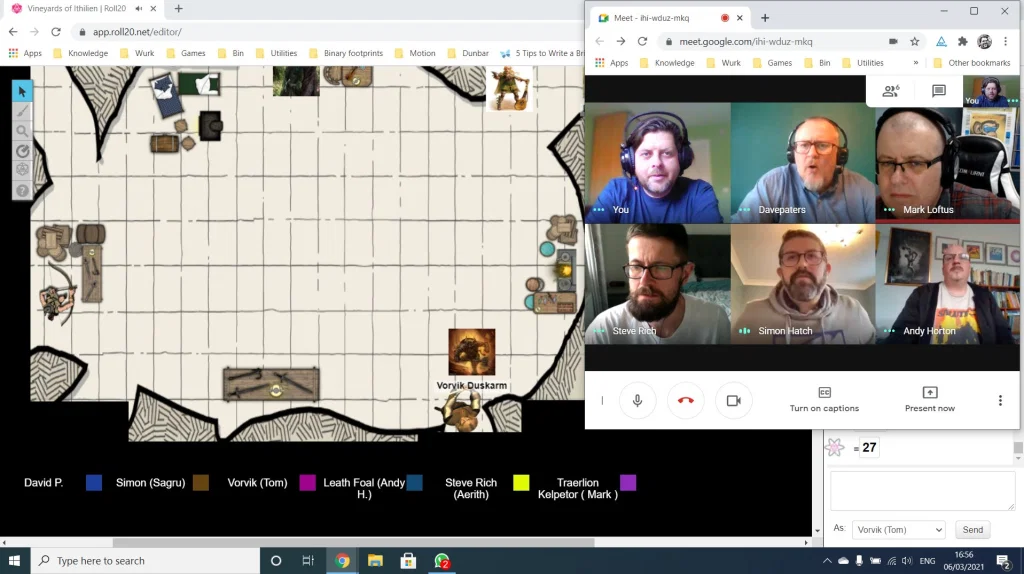 Vineyards of Ithilien | Roll20
app.roll20.net/editor/
Apps
Knowledge
Wurk
Games
Bin
Utilities
Binary footprints
Motion
Dunbar
5 Tips to Write a Bri
Meet - ihi-wduz-mkq
meet.google.com/ihi-wduz-mkq
Apps
Knowledge
Wurk
Games
Bin
Utilities
»
Other bookmarks
6
You
You
Davepaters
Mark Loftus
Steve Rich
Simon Hatch
Andy Horton
Turn on captions
Present now
Vorvik Duskarm
David P.
Simon (Sagru)
Vorvik (Tom)
Leath Foal (Andy
H.)
Steve Rich
(Aerith)
Traerlion
Kelpetor ( Mark )
= 27
As:
Vorvik (Tom)
Send
Type here to search
2
ENG
16:56
06/03/2021
2